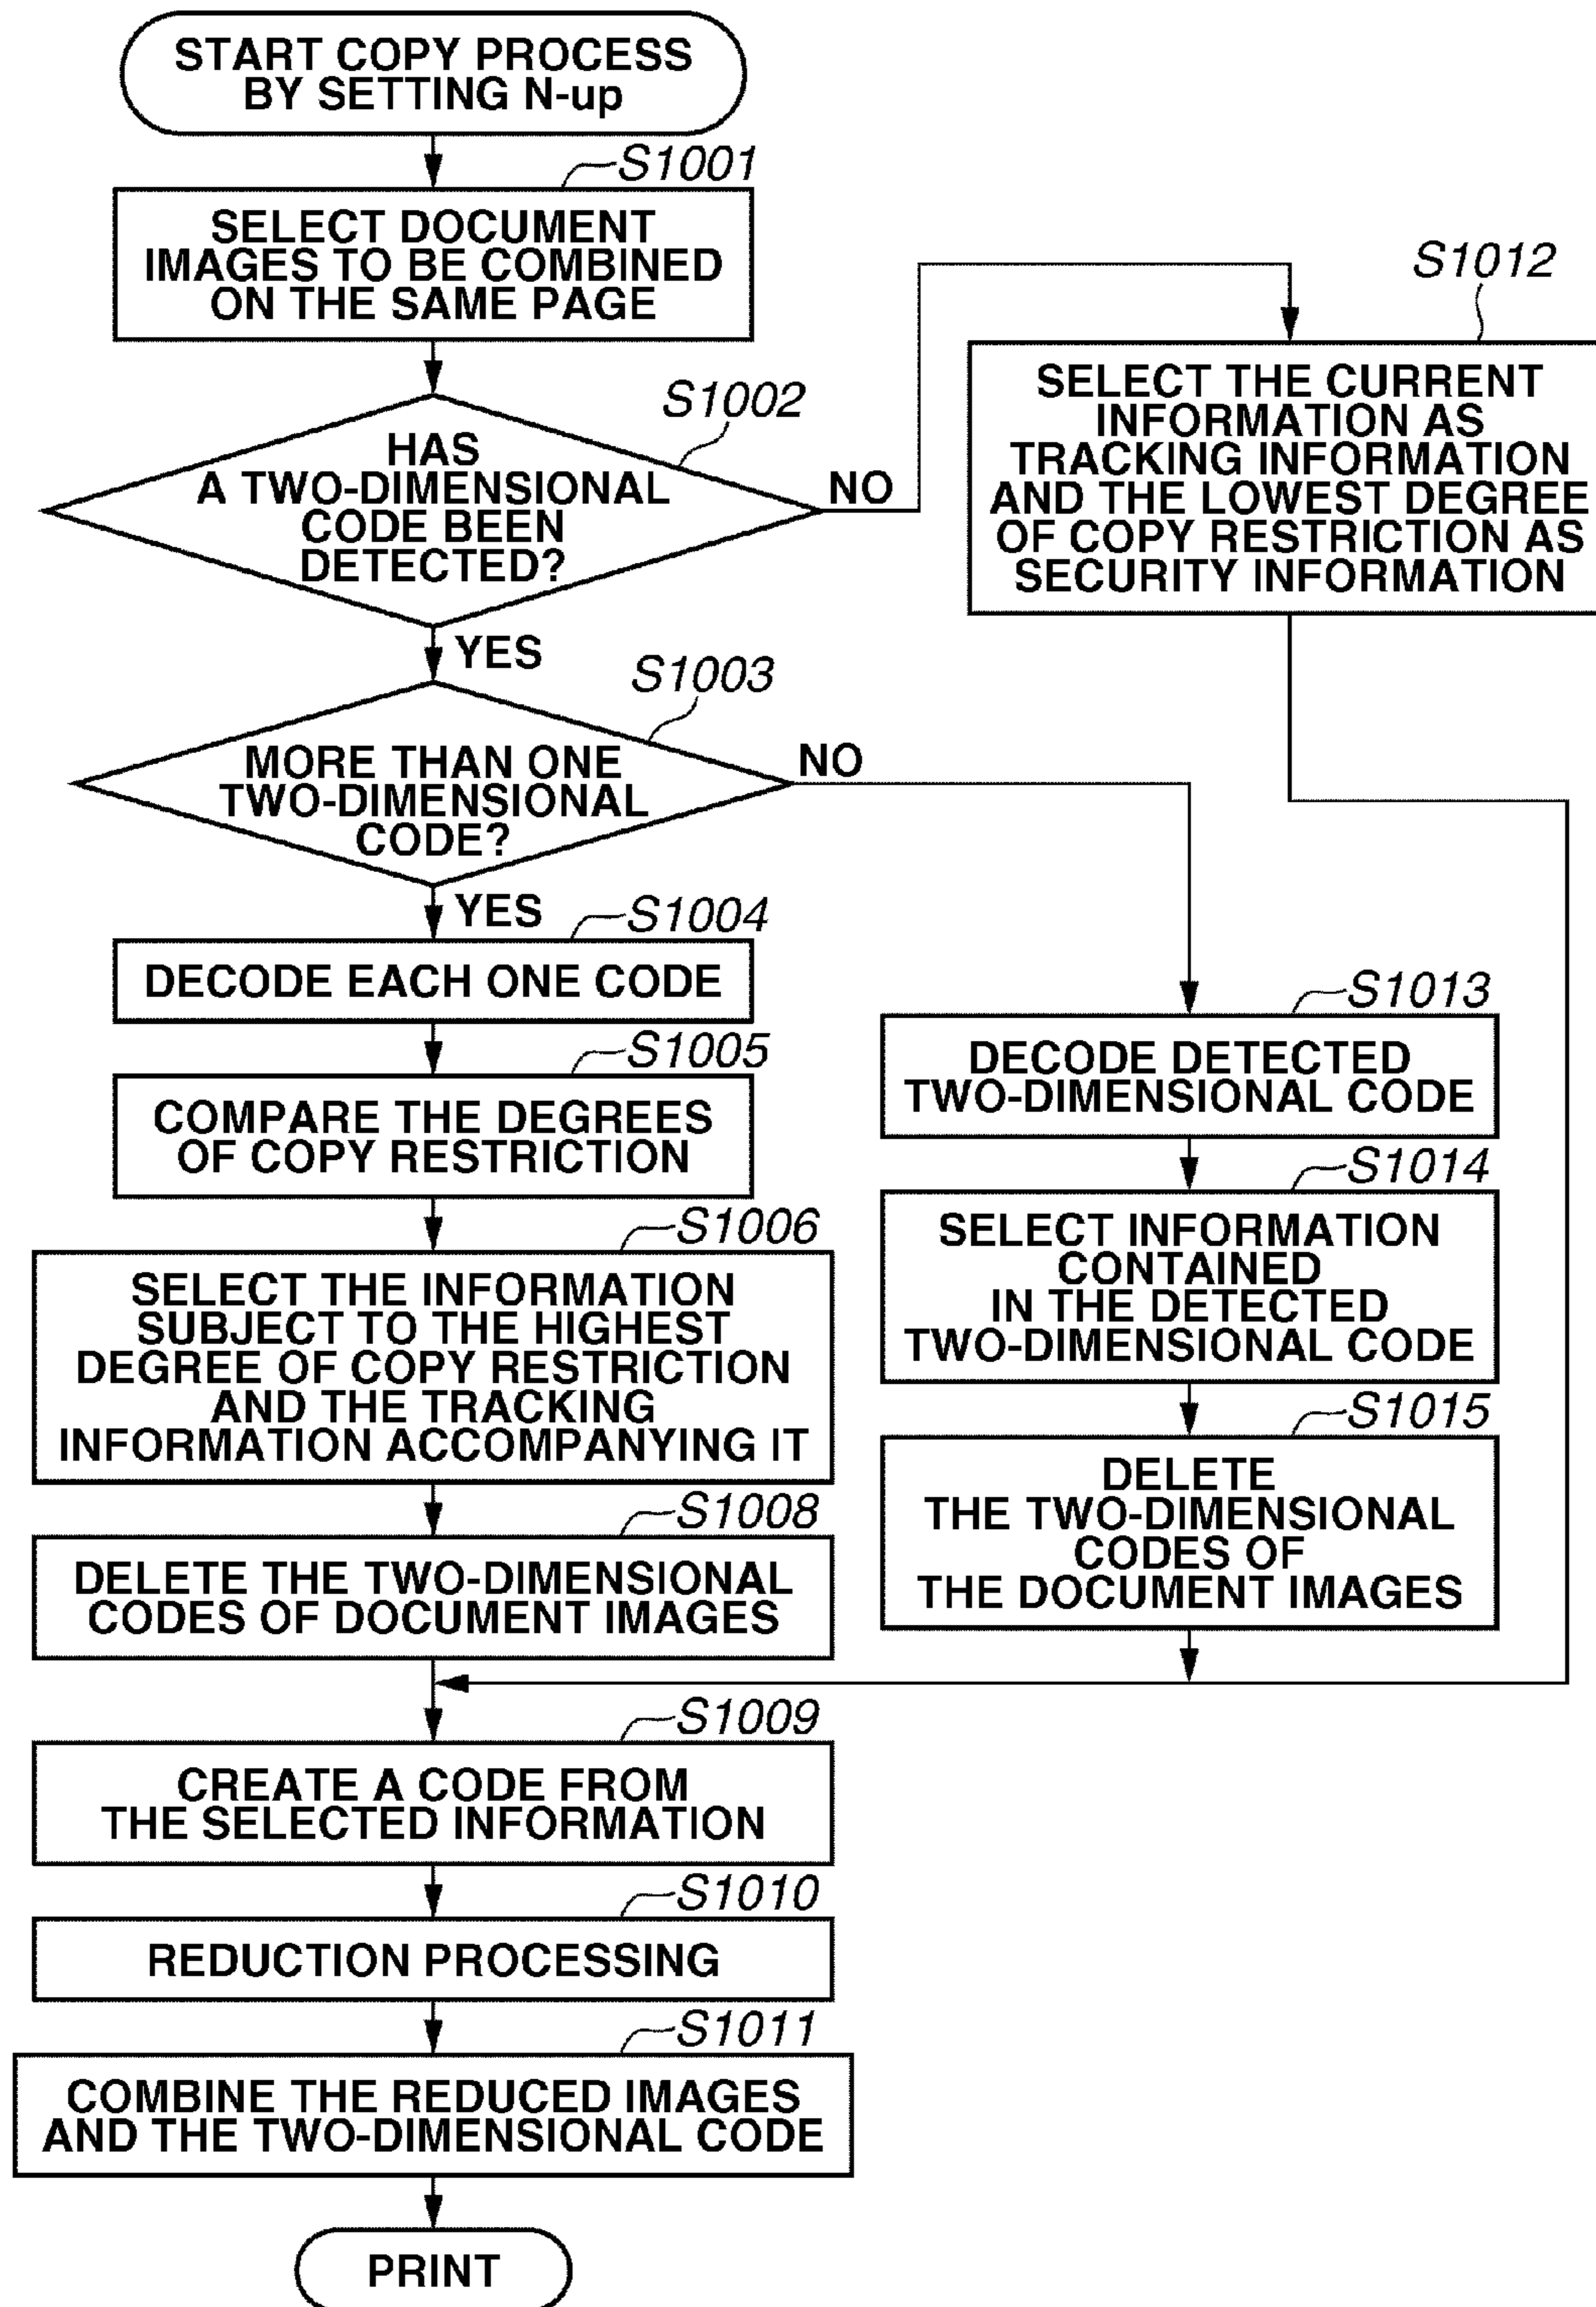 START COPY PROCESS
BY SETTING N-up
S1001
SELECT DOCUMENT
IMAGES TO BE COMBINED
ON THE SAME PAGE
S1002
HAS
A TWO-DIMENSIONAL
CODE BEEN
DETECTED?
NO
S1012
SELECT THE CURRENT
INFORMATION AS
TRACKING INFORMATION
AND THE LOWEST DEGREE
OF COPY RESTRICTION AS
SECURITY INFORMATION
YES
S1003
MORE THAN ONE
TWO-DIMENSIONAL
CODE?
NO
YES
S1004
DECODE EACH ONE CODE
S1005
COMPARE THE DEGREES
OF COPY RESTRICTION
S1006
SELECT THE INFORMATION
SUBJECT TO THE HIGHEST
DEGREE OF COPY RESTRICTION
AND THE TRACKING
INFORMATION ACCOMPANYING IT
S1008
DELETE THE TWO-DIMENSIONAL
CODES OF DOCUMENT IMAGES
S1013
DECODE DETECTED
TWO-DIMENSIONAL CODE
S1014
SELECT INFORMATION
CONTAINED
IN THE DETECTED
TWO-DIMENSIONAL CODE
S1015
DELETE
THE TWO-DIMENSIONAL
CODES OF
THE DOCUMENT IMAGES
S1009
CREATE A CODE FROM
THE SELECTED INFORMATION
S1010
REDUCTION PROCESSING
S1011
COMBINE THE REDUCED IMAGES
AND THE TWO-DIMENSIONAL CODE
PRINT